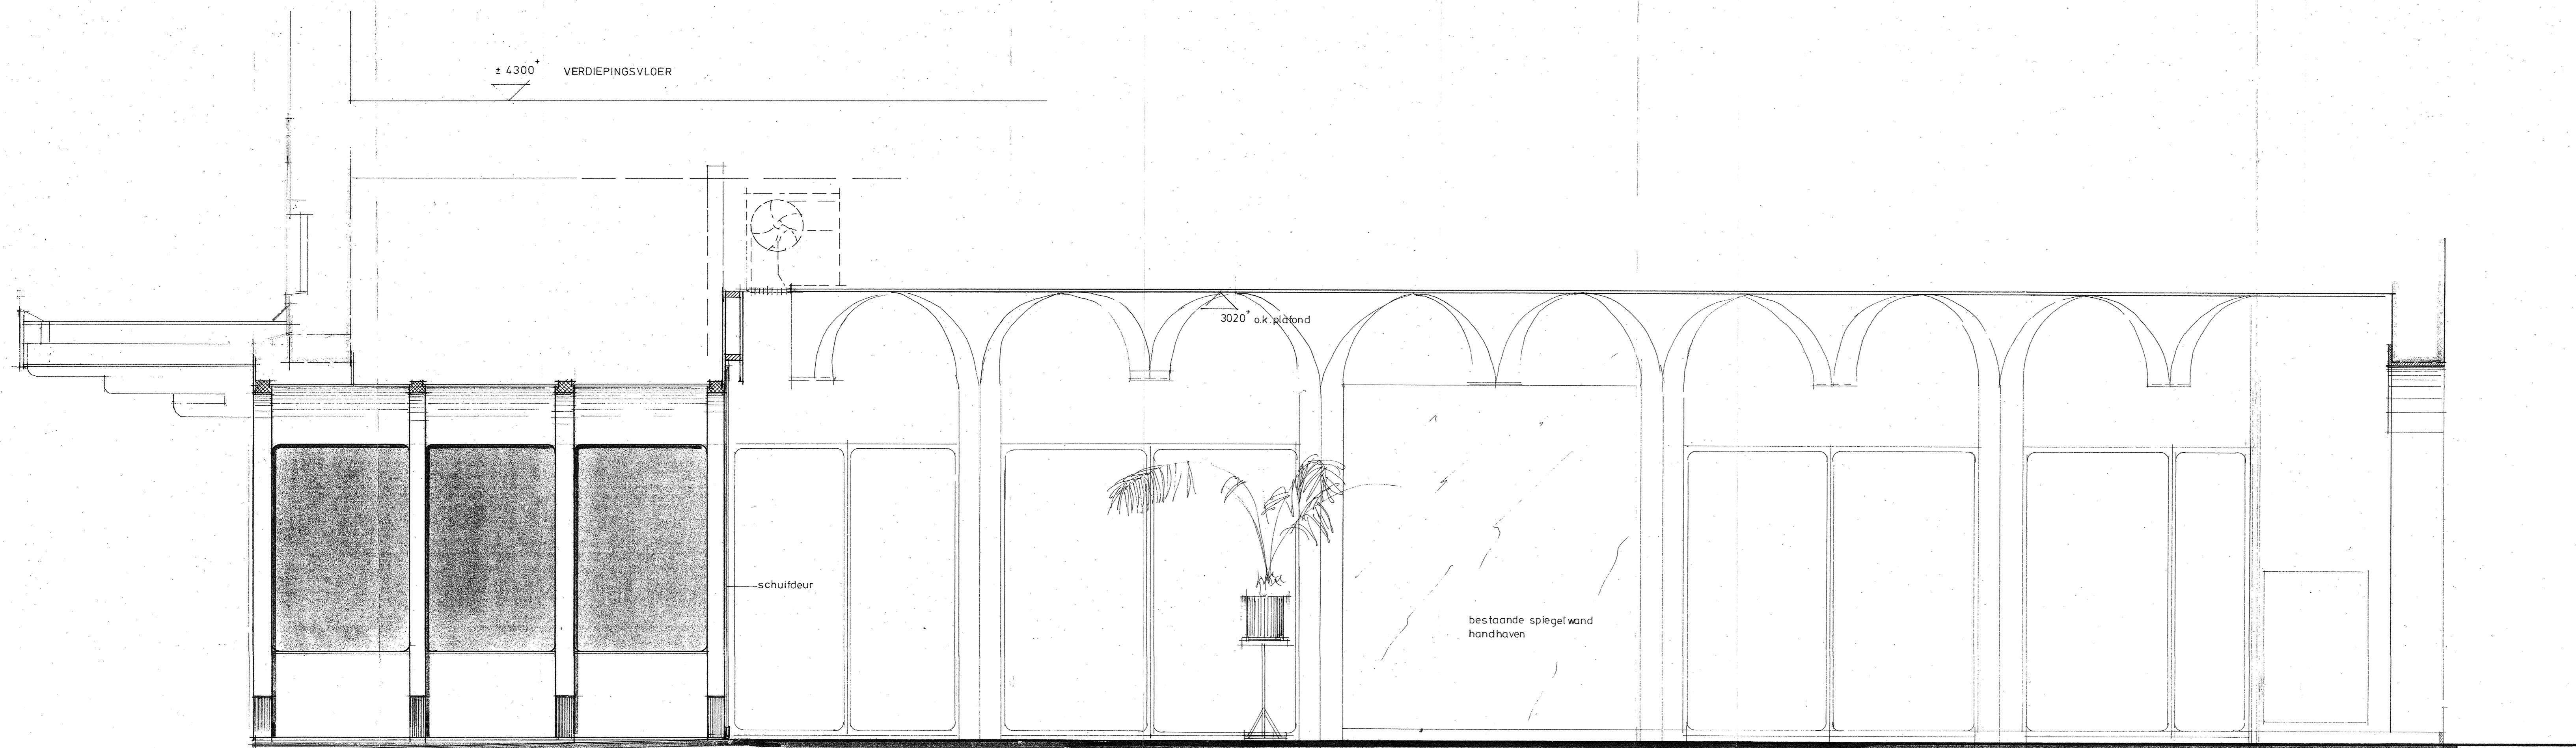 ± 4300⁺ VERDIEPINGSVLOER
3020⁺ o.k. plafond
schuifdeur
bestaande spiegelwand
handhaven